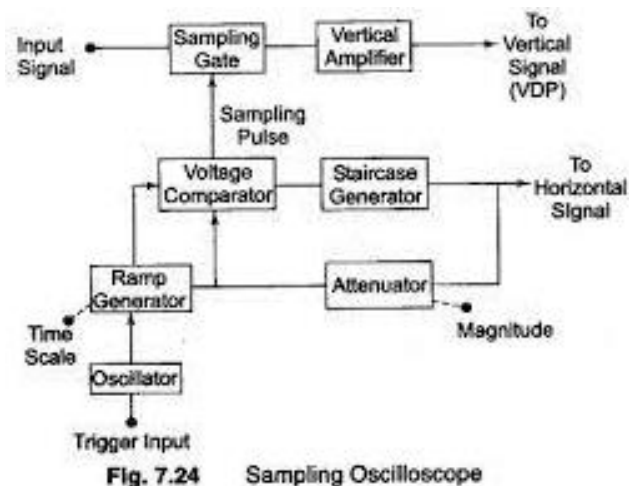 Input
Signal
Sampling
Gate
Vertical
Amplifier
To
Vertical
Signal
(VDP)
Sampling
Pulse
Voltage
Comparator
Staircase
Generator
To
Horizontal
Signal
Ramp
Generator
Attenuator
Time
Scale
Magnitude
Oscillator
Trigger Input
Fig. 7.24 Sampling Oscilloscope